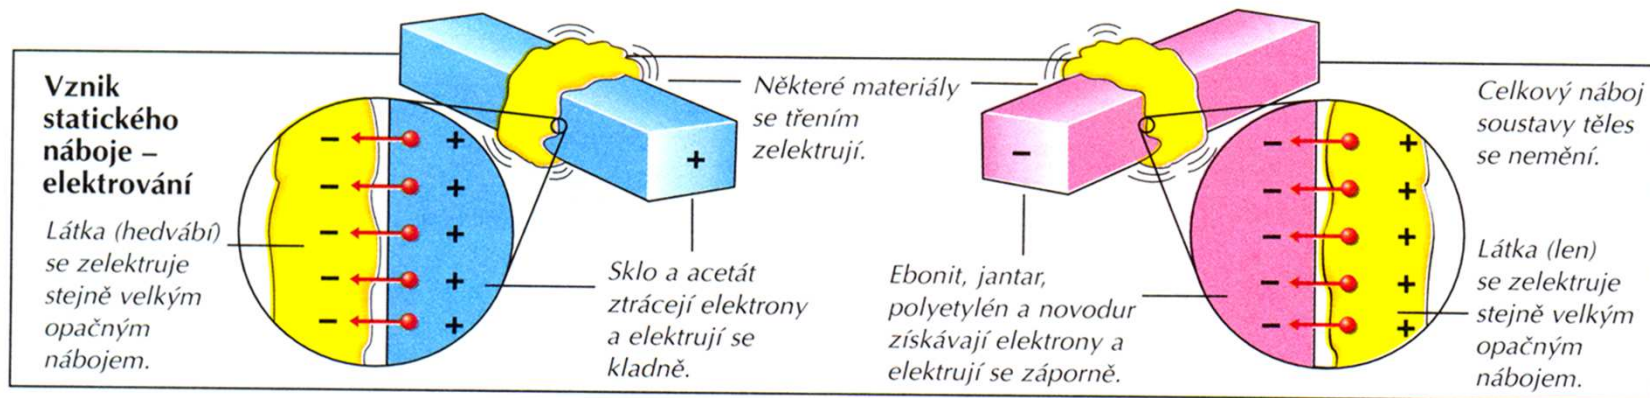 Vznik
statického
náboje –
elektrování
Látka (hedvábí)
se zelektruje
stejně velkým
opačným
nábojem.
– +
– +
– +
– +
– +
+
Některé materiály
se třením
zelektrují.
Sklo a acetát
ztrácejí elektrony
a elektrují se
kladně.
–
Ebonit, jantar,
polyetylén a novodur
získávají elektrony a
elektrují se záporně.
– +
– +
– +
– +
– +
Celkový náboj
soustavy těles
se nemění.
Látka (len)
se zelektruje
stejně velkým
opačným
nábojem.